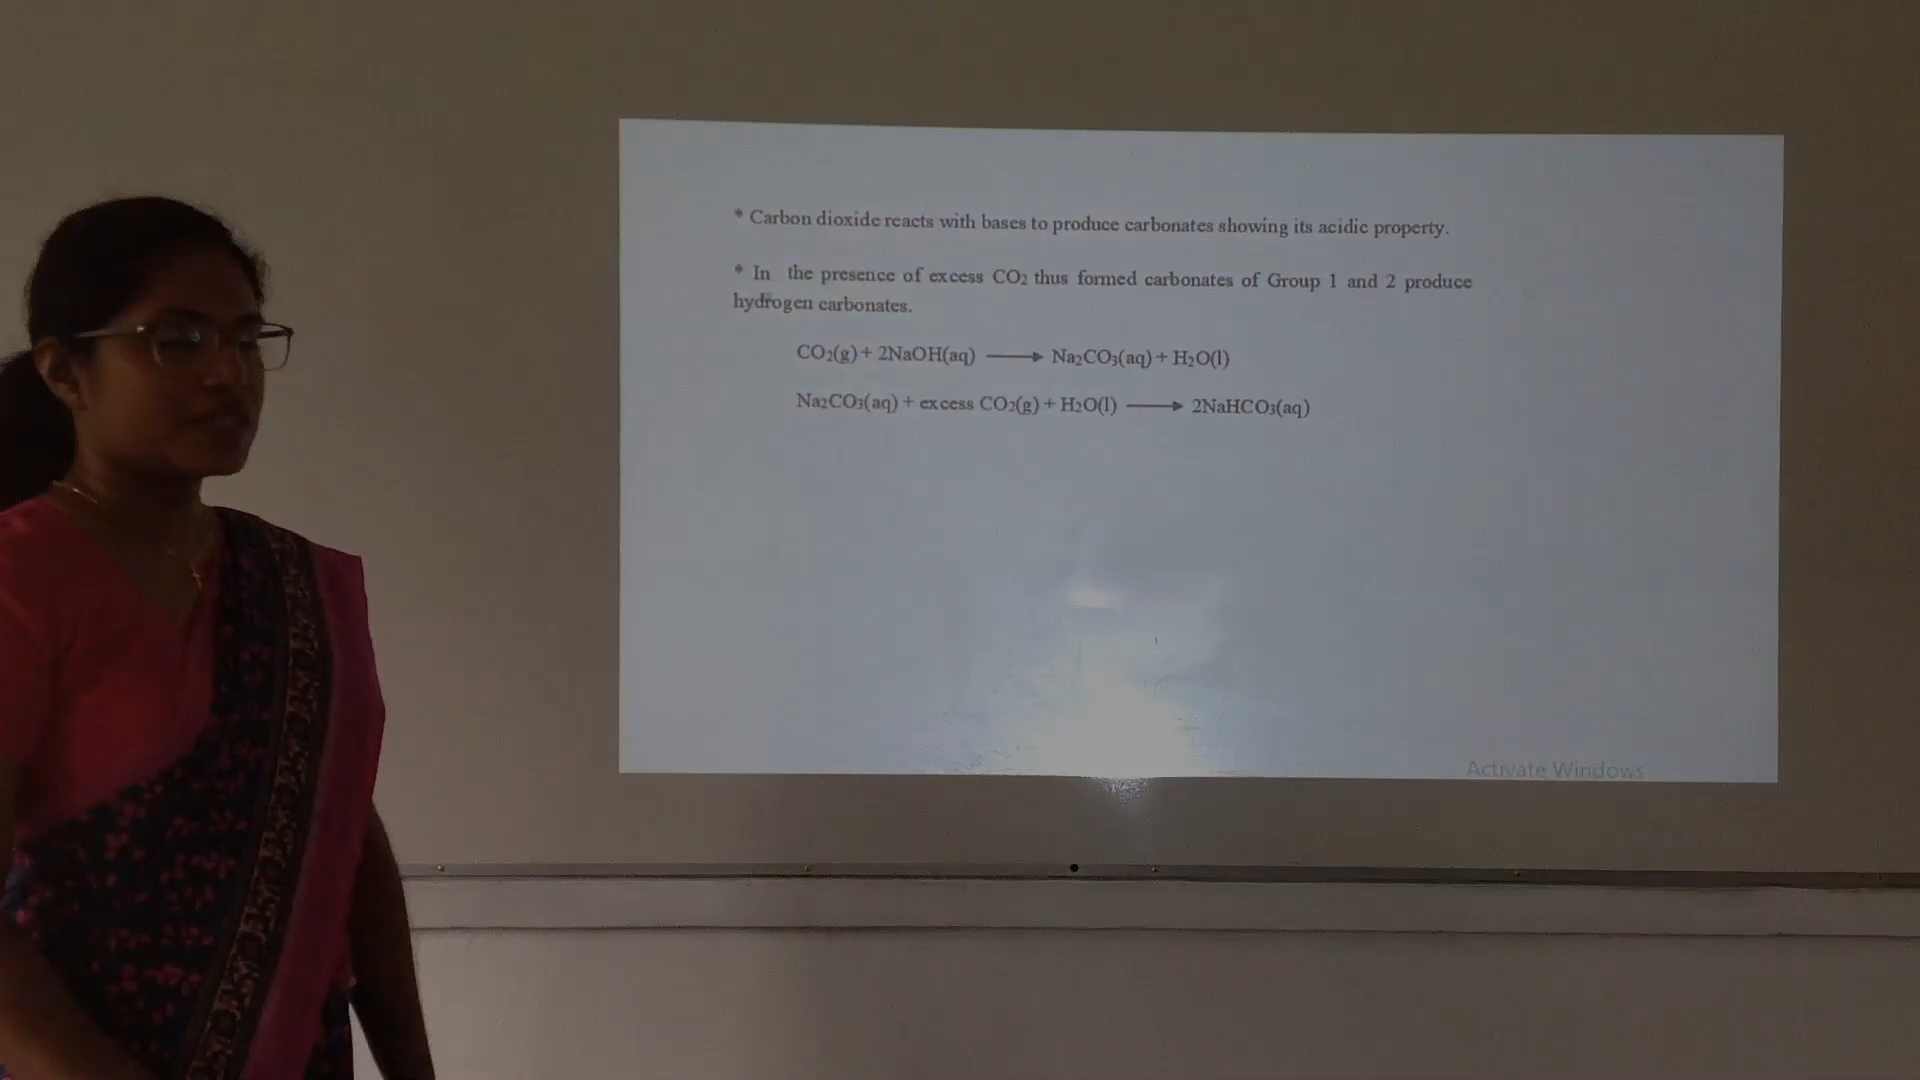 * Carbon dioxide reacts with bases to produce carbonates showing its acidic property.
* In the presence of excess CO₂ thus formed carbonates of Group 1 and 2 produce
hydrogen carbonates.
CO₂(g) + 2NaOH(aq) ⟶ Na₂CO₃(aq) + H₂O(l)
Na₂CO₃(aq) + excess CO₂(g) + H₂O(l) ⟶ 2NaHCO₃(aq)
Activate Windows